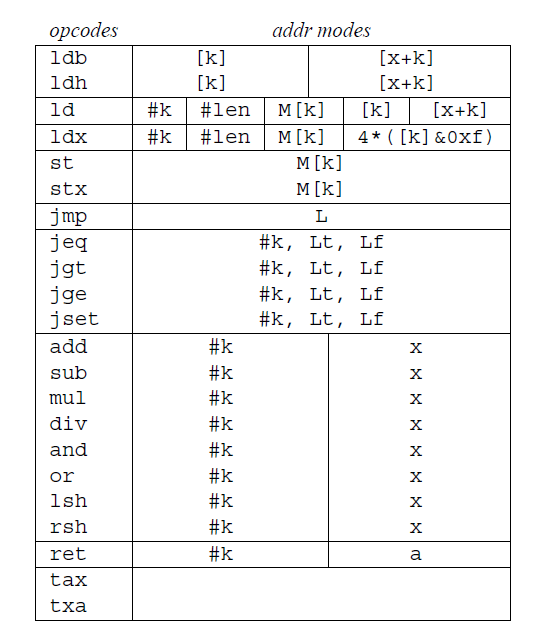 opcodes addr modes
ldb [k] [x+k]
ldh [k] [x+k]
ld #k #len M[k] [k] [x+k]
ldx #k #len M[k] 4*([k]&0xf)
st M[k]
stx M[k]
jmp L
jeq #k, Lt, Lf
jgt #k, Lt, Lf
jge #k, Lt, Lf
jset #k, Lt, Lf
add #k x
sub #k x
mul #k x
div #k x
and #k x
or #k x
lsh #k x
rsh #k x
ret #k a
tax
txa